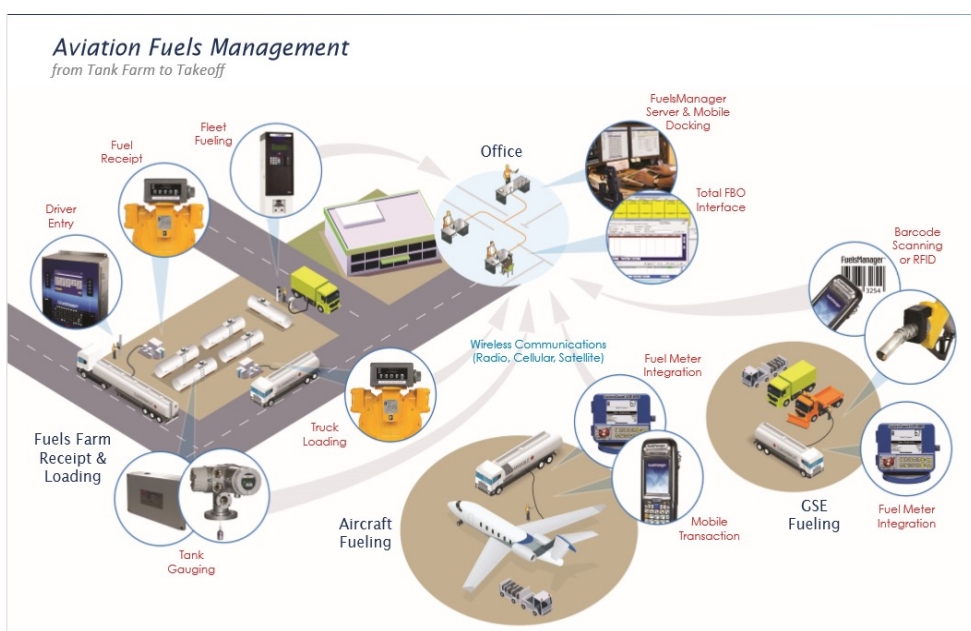 Aviation Fuels Management
from Tank Farm to Takeoff
FuelsManager
Server & Mobile
Docking
Fleet
Fueling
Office
Fuel
Receipt
Total FBO
Interface
Driver
Entry
Barcode
Scanning
or RFID
FuelsManager
3254
Wireless Communications
(Radio, Cellular, Satellite)
Fuel Meter
Integration
Truck
Loading
Fuels Farm
Receipt &
Loading
Aircraft
Fueling
Mobile
Transaction
GSE
Fueling
Fuel Meter
Integration
Tank
Gauging